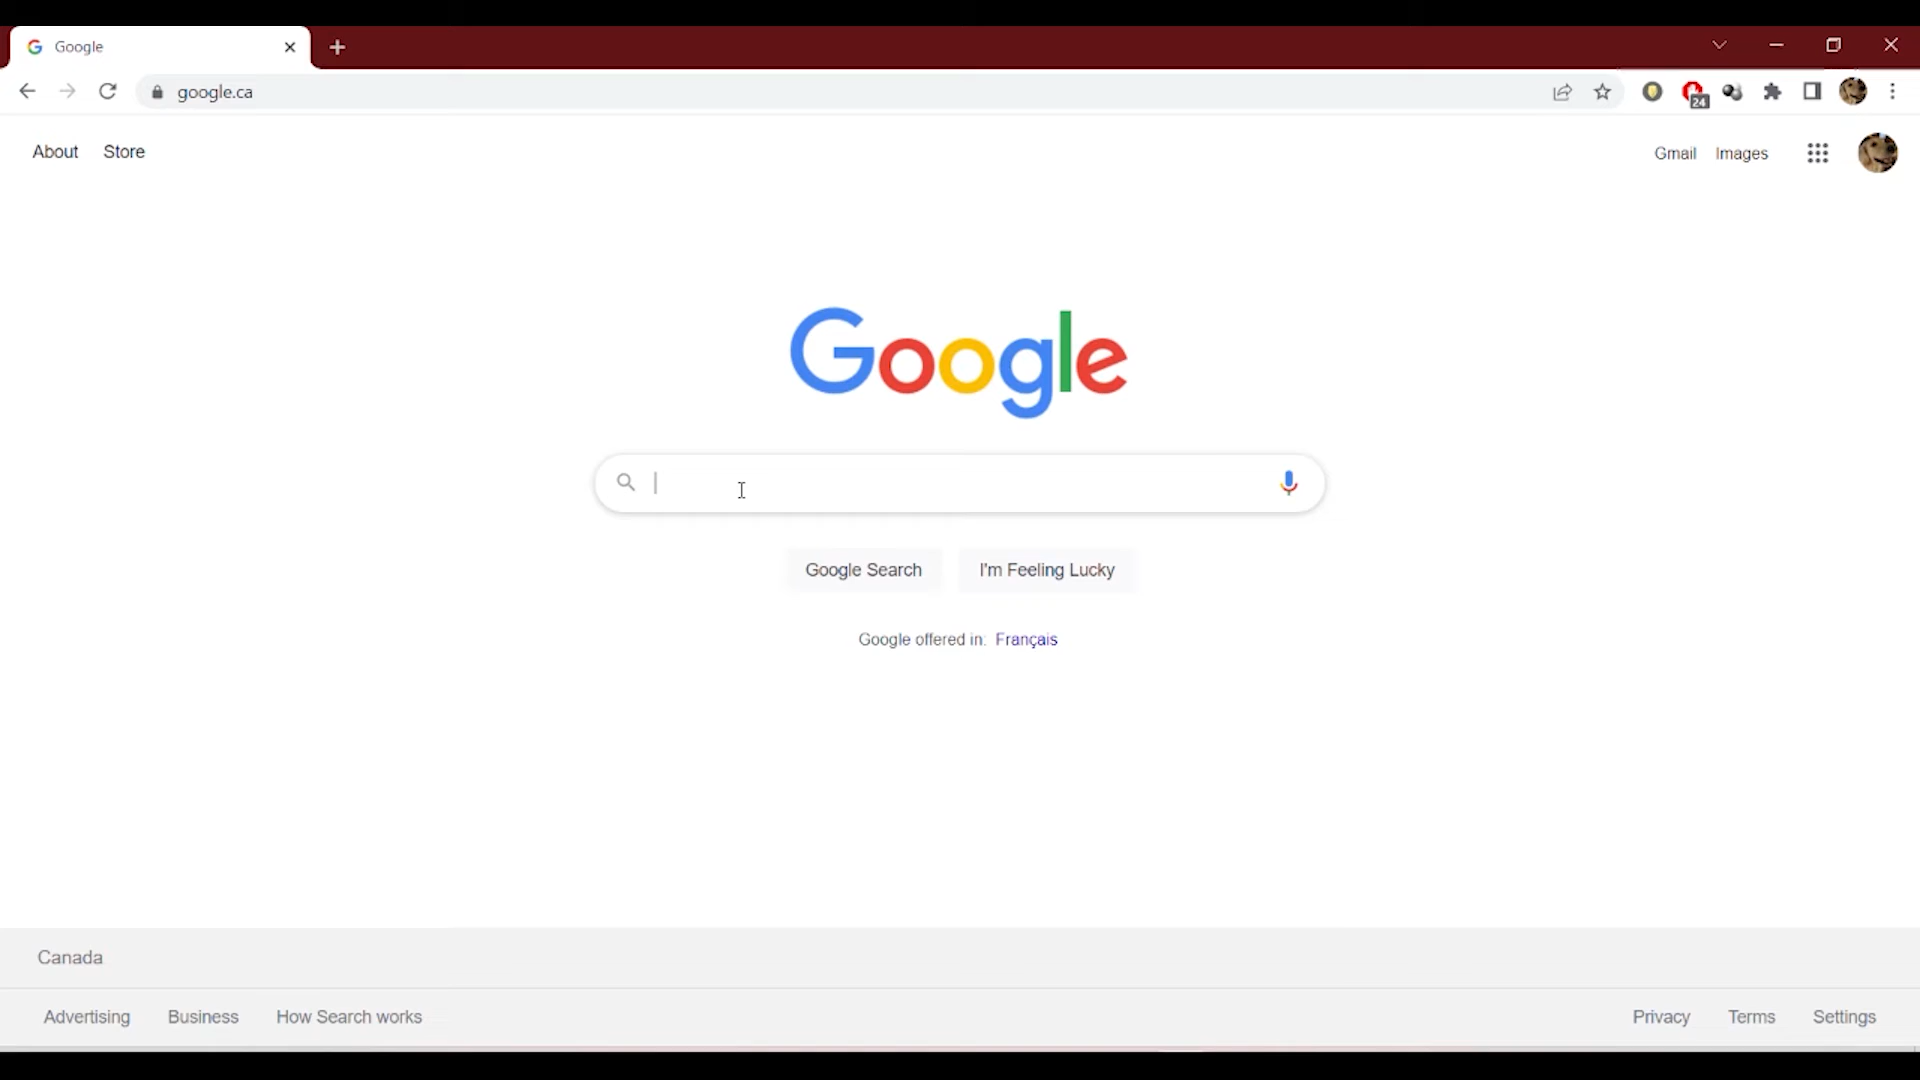 Google
google.ca
24
About Store
Gmail Images
Google
Google Search I'm Feeling Lucky
Google offered in: Français
Canada
Advertising Business How Search works
Privacy Terms Settings